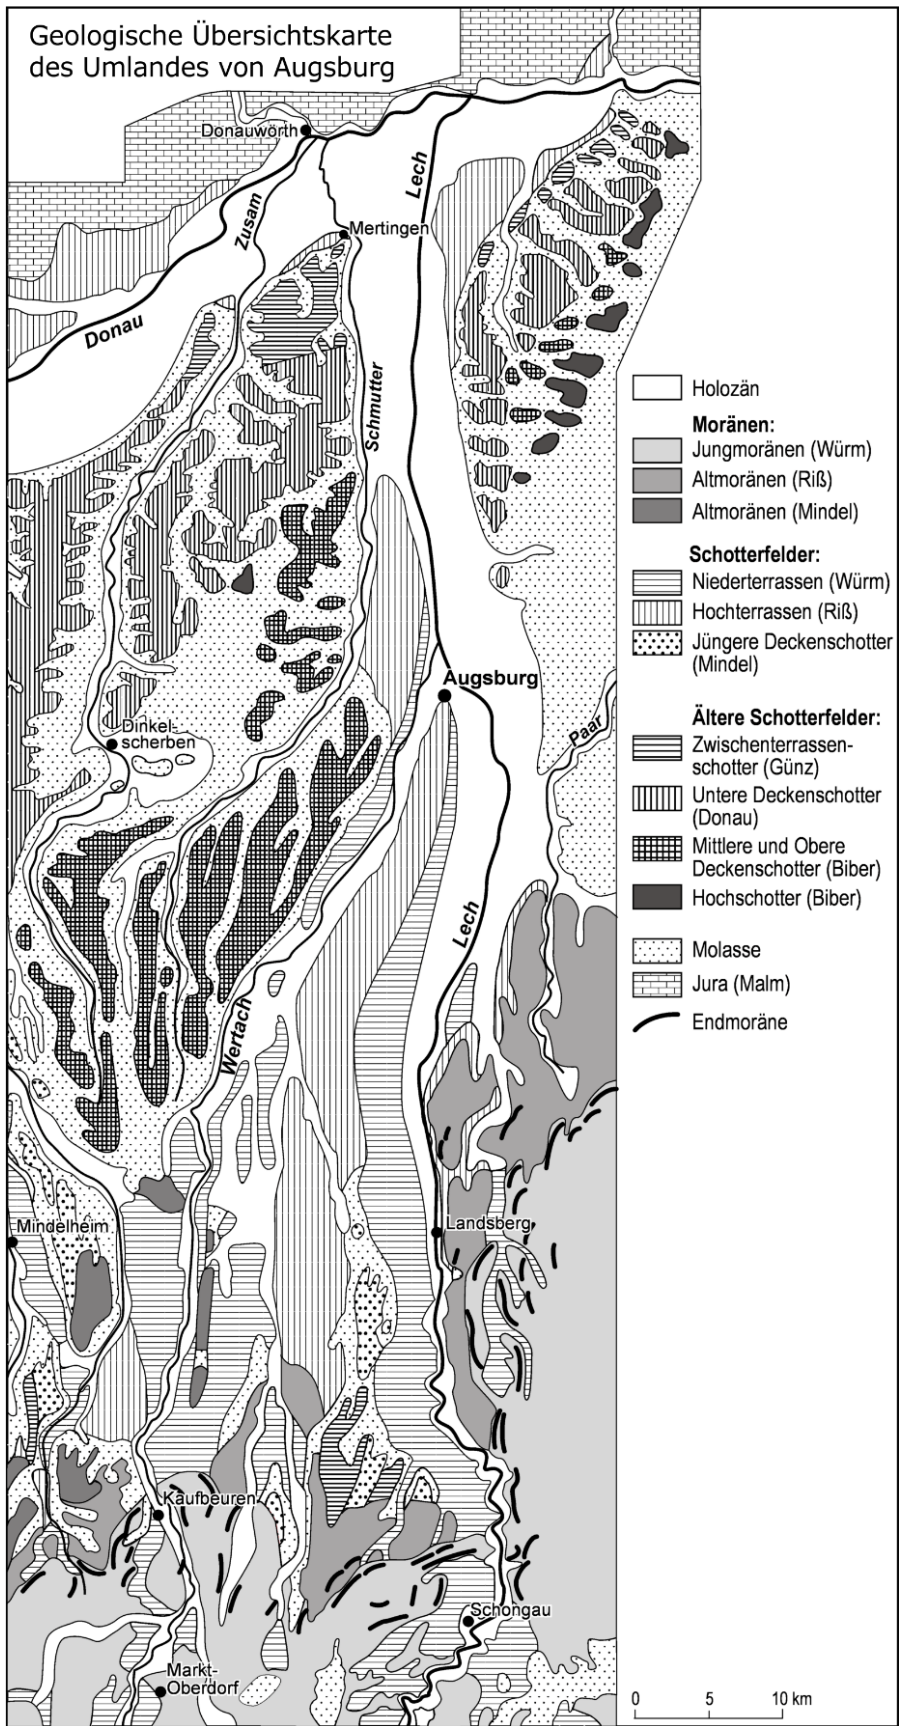 Geologische Übersichtskarte
des Umlandes von Augsburg
Donauwörth
Lech
Zusam
Mertingen
Donau
Schmutter
Augsburg
Dinkel-
scherben
Paar
Lech
Wertach
Mindelheim
Landsberg
Kaufbeuren
Schongau
Markt-
Oberdorf
Holozän
Moränen:
Jungmoränen (Würm)
Altmoränen (Riß)
Altmoränen (Mindel)
Schotterfelder:
Niederterrassen (Würm)
Hochterrassen (Riß)
Jüngere Deckenschotter
(Mindel)
Ältere Schotterfelder:
Zwischenterrassen-
schotter (Günz)
Untere Deckenschotter
(Donau)
Mittlere und Obere
Deckenschotter (Biber)
Hochschotter (Biber)
Molasse
Jura (Malm)
Endmoräne
0 5 10 km